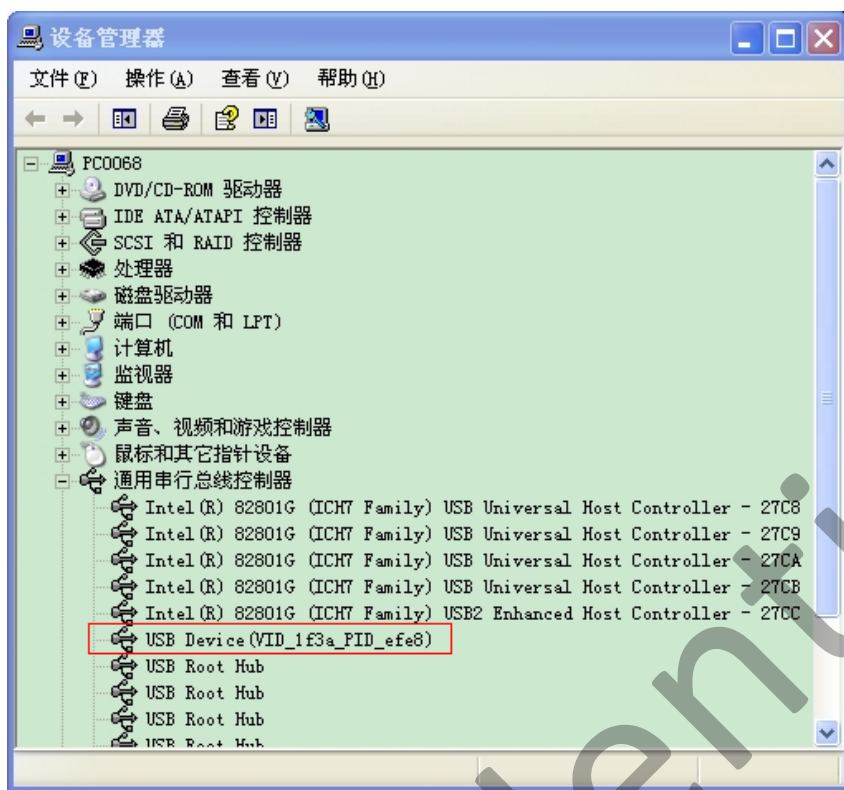 设备管理器
文件(F) 操作(A) 查看(V) 帮助(H)
PC0068
DVD/CD-ROM 驱动器
IDE ATA/ATAPI 控制器
SCSI 和 RAID 控制器
处理器
磁盘驱动器
端口 (COM 和 LPT)
计算机
监视器
键盘
声音、视频和游戏控制器
鼠标和其它指针设备
通用串行总线控制器
Intel(R) 82801G (ICH7 Family) USB Universal Host Controller - 27C8
Intel(R) 82801G (ICH7 Family) USB Universal Host Controller - 27C9
Intel(R) 82801G (ICH7 Family) USB Universal Host Controller - 27CA
Intel(R) 82801G (ICH7 Family) USB Universal Host Controller - 27CB
Intel(R) 82801G (ICH7 Family) USB2 Enhanced Host Controller - 27CC
USB Device(VID_1f3a_PID_efe8)
USB Root Hub
USB Root Hub
USB Root Hub
USB Root Hub